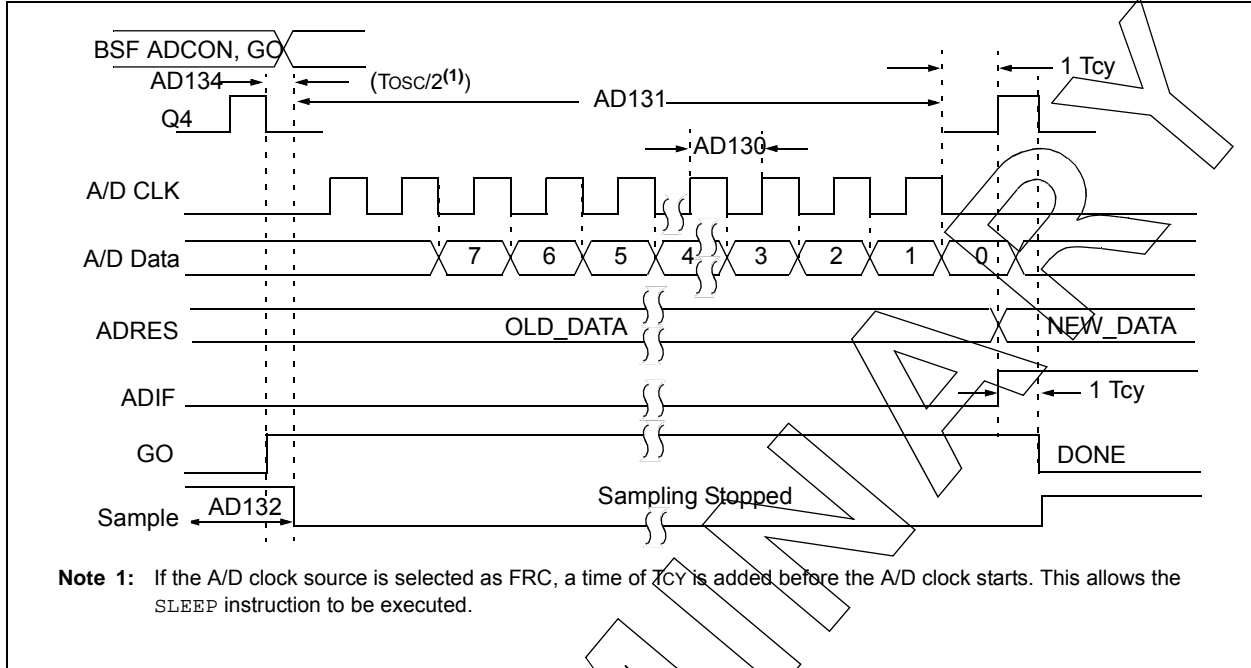 BSF ADCON, GO
AD134 (TOSC/2(1)) AD131 1 Tcy
Q4
AD130
A/D CLK
A/D Data 7 6 5 4 3 2 1 0
ADRES OLD_DATA NEW_DATA
ADIF 1 Tcy
GO DONE
Sample AD132 Sampling Stopped
Note 1: If the A/D clock source is selected as FRC, a time of TCY is added before the A/D clock starts. This allows the
SLEEP instruction to be executed.
I N A R Y